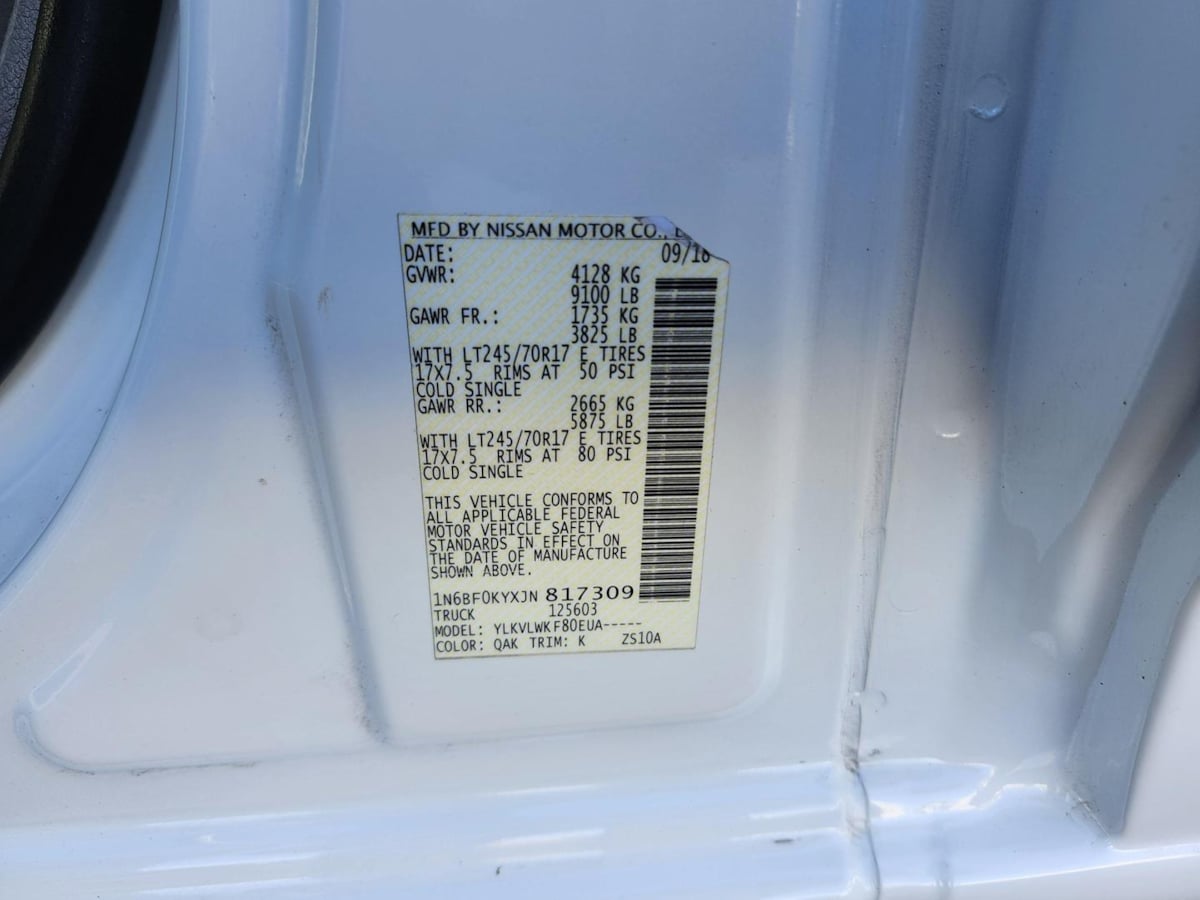 MFD BY NISSAN MOTOR CO.,
DATE: 09/18
GVWR: 4128 KG
9100 LB
GAWR FR.: 1735 KG
3825 LB
WITH LT245/70R17 E TIRES
17X7.5 RIMS AT 50 PSI
COLD SINGLE
GAWR RR.: 2665 KG
5875 LB
WITH LT245/70R17 E TIRES
17X7.5 RIMS AT 80 PSI
COLD SINGLE
THIS VEHICLE CONFORMS TO
ALL APPLICABLE FEDERAL
MOTOR VEHICLE SAFETY
STANDARDS IN EFFECT ON
THE DATE OF MANUFACTURE
SHOWN ABOVE.
1N6BF0KYXJN 817309
TRUCK 125603
MODEL: YLKVLWKF80EUA-----
COLOR: QAK TRIM: K ZS10A